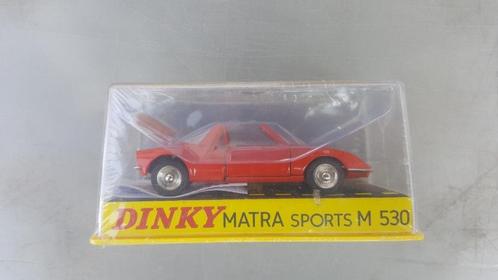 DINKY MATRA SPORTS M 530